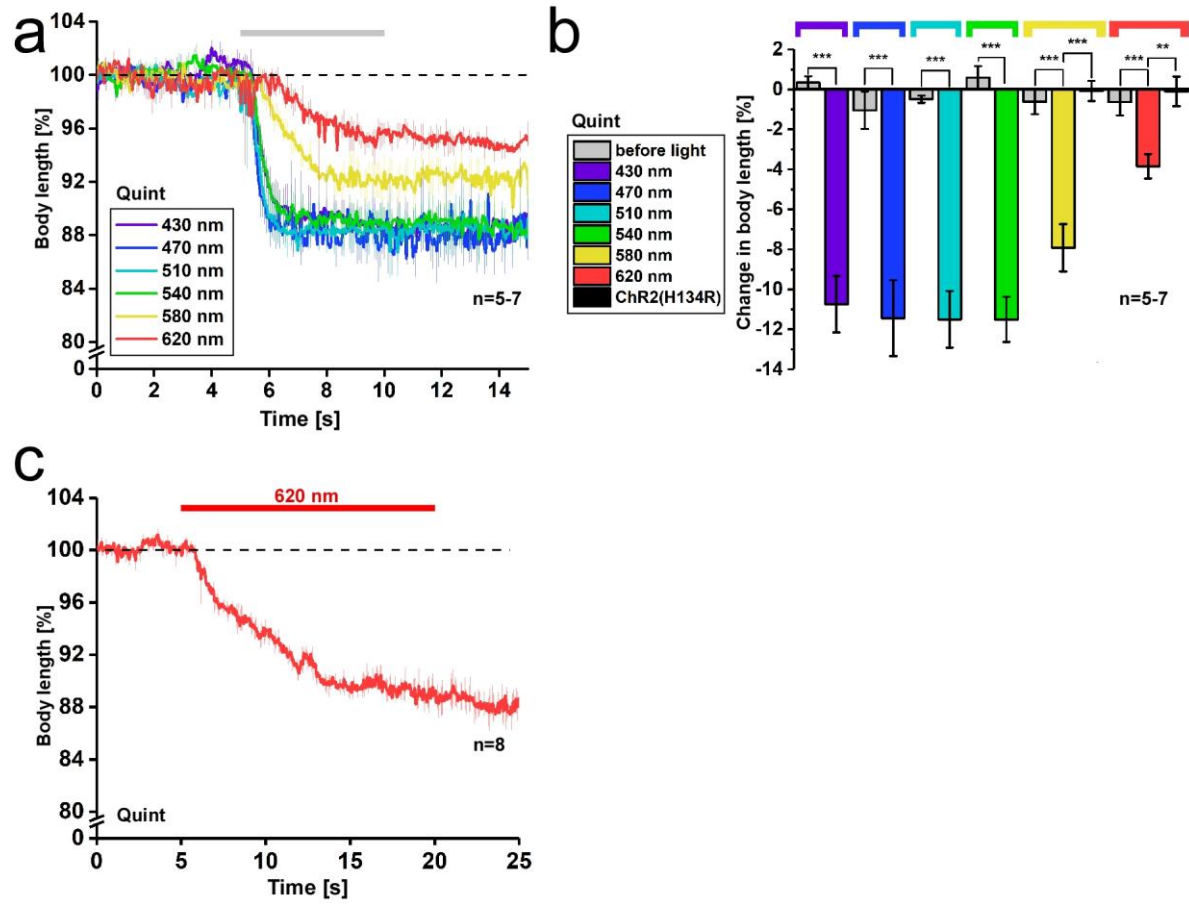 a
104
100
96
92
88
84
80
0
Body length [%]
Quint
430 nm
470 nm
510 nm
540 nm
580 nm
620 nm
n=5-7
0 2 4 6 8 10 12 14
Time [s]
b
Quint
before light
430 nm
470 nm
510 nm
540 nm
580 nm
620 nm
ChR2(H134R)
Change in body length [%]
2
0
-2
-4
-6
-8
-10
-12
-14
*** *** *** *** *** *** *** **
n=5-7
c
620 nm
104
100
96
92
88
84
80
0
Body length [%]
n=8
Quint
0 5 10 15 20 25
Time [s]